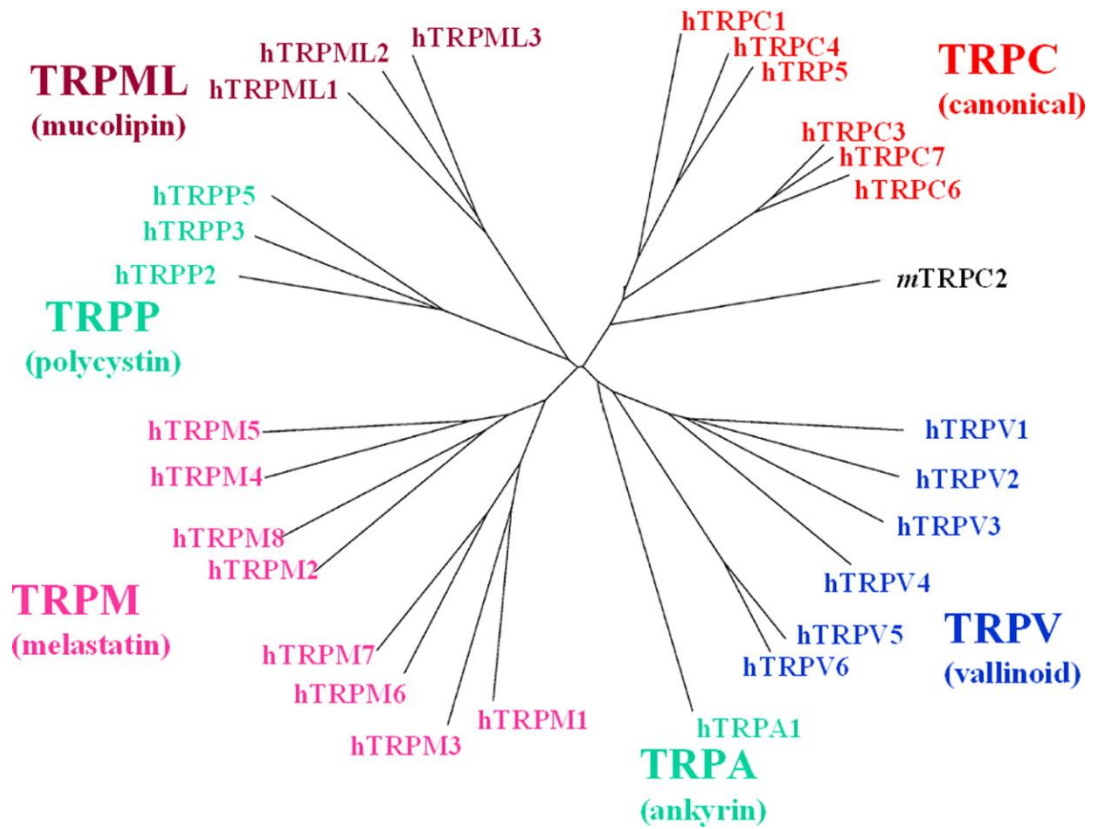 hTRPML3
hTRPML2
hTRPML1
TRPML
(mucolipin)
hTRPC1
hTRPC4
hTRP5
TRPC
(canonical)
hTRPC3
hTRPC7
hTRPC6
mTRPC2
hTRPP5
hTRPP3
hTRPP2
TRPP
(polycystin)
hTRPM5
hTRPM4
hTRPM8
hTRPM2
TRPM
(melastatin)
hTRPM7
hTRPM6
hTRPM3
hTRPM1
hTRPV1
hTRPV2
hTRPV3
hTRPV4
hTRPV5
hTRPV6
TRPV
(vallinoid)
hTRPA1
TRPA
(ankyrin)